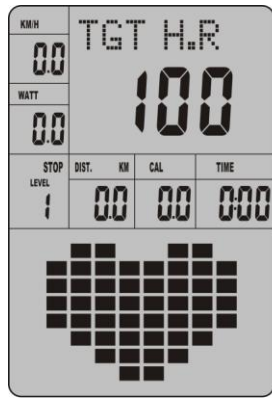 KM/H
0.0
TGT H.R
100
WATT
0.0
STOP
LEVEL
1
DIST. KM
0.0
CAL
0.0
TIME
0:00